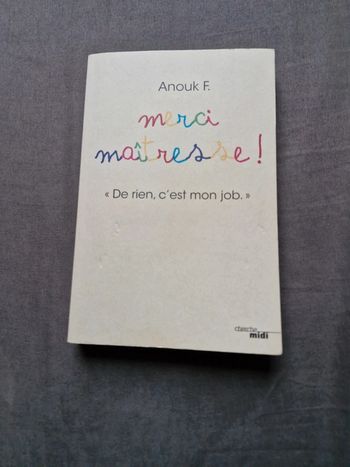 Anouk F.
merci
maîtresse !
« De rien, c'est mon job. »
cherche
midi